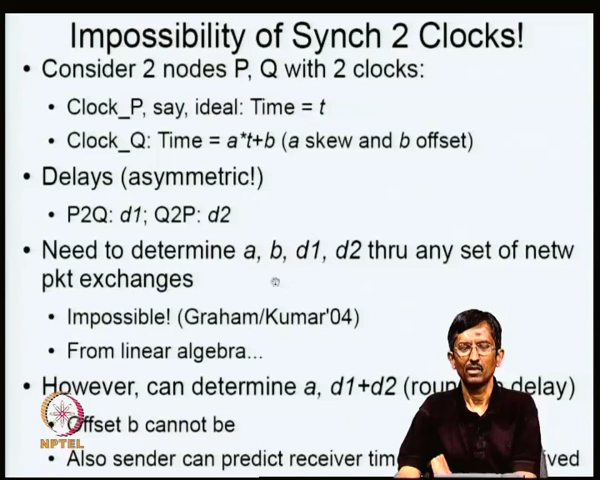 Impossibility of Synch 2 Clocks!
• Consider 2 nodes P, Q with 2 clocks:
• Clock_P, say, ideal: Time = t
• Clock_Q: Time = a*t+b (a skew and b offset)
• Delays (asymmetric!)
• P2Q: d1; Q2P: d2
• Need to determine a, b, d1, d2 thru any set of netw
pkt exchanges
• Impossible! (Graham/Kumar'04)
• From linear algebra...
• However, can determine a, d1+d2 delay)
• Offset b cannot be
• Also sender can predict receiver
NPTEL